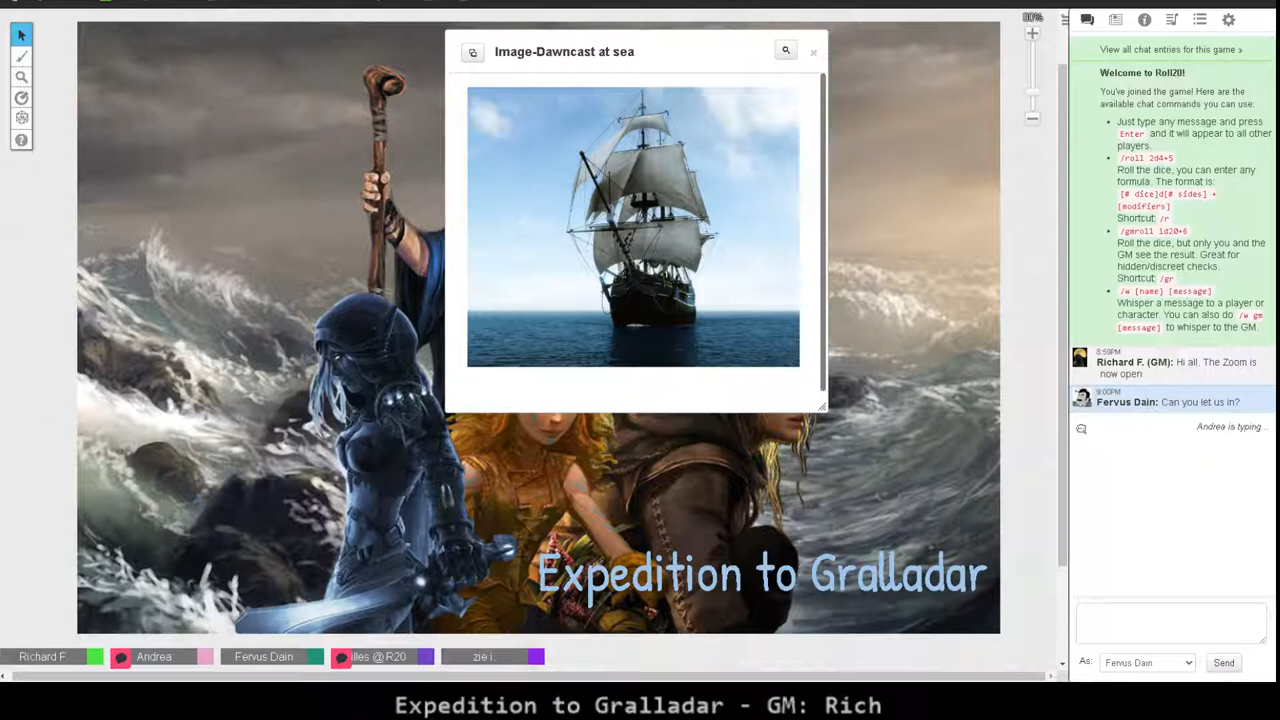 80%
Image-Dawncast at sea
View all chat entries for this game »
Welcome to Roll20!
You've joined the game! Here are the
available chat commands you can use:
Just type any message and press
Enter and it will appear to all other
players.
/roll 2d4+5
Roll the dice, you can enter any
formula. The format is:
[# dice]d[# sides] +
[modifiers]
Shortcut: /r
/gmroll 1d20+6
Roll the dice, but only you and the
GM see the result. Great for
hidden/discreet checks.
Shortcut: /gr
/w [name] [message]
Whisper a message to a player or
character. You can also do /w gm
[message] to whisper to the GM.
8:59PM
Richard F. (GM): Hi all. The Zoom is
now open
9:00PM
Fervus Dain: Can you let us in?
Andrea is typing...
Expedition to Gralladar
Richard F.
Andrea
Fervus Dain
illes @ R20
zie i.
As:
Fervus Dain
Send
Expedition to Gralladar - GM: Rich